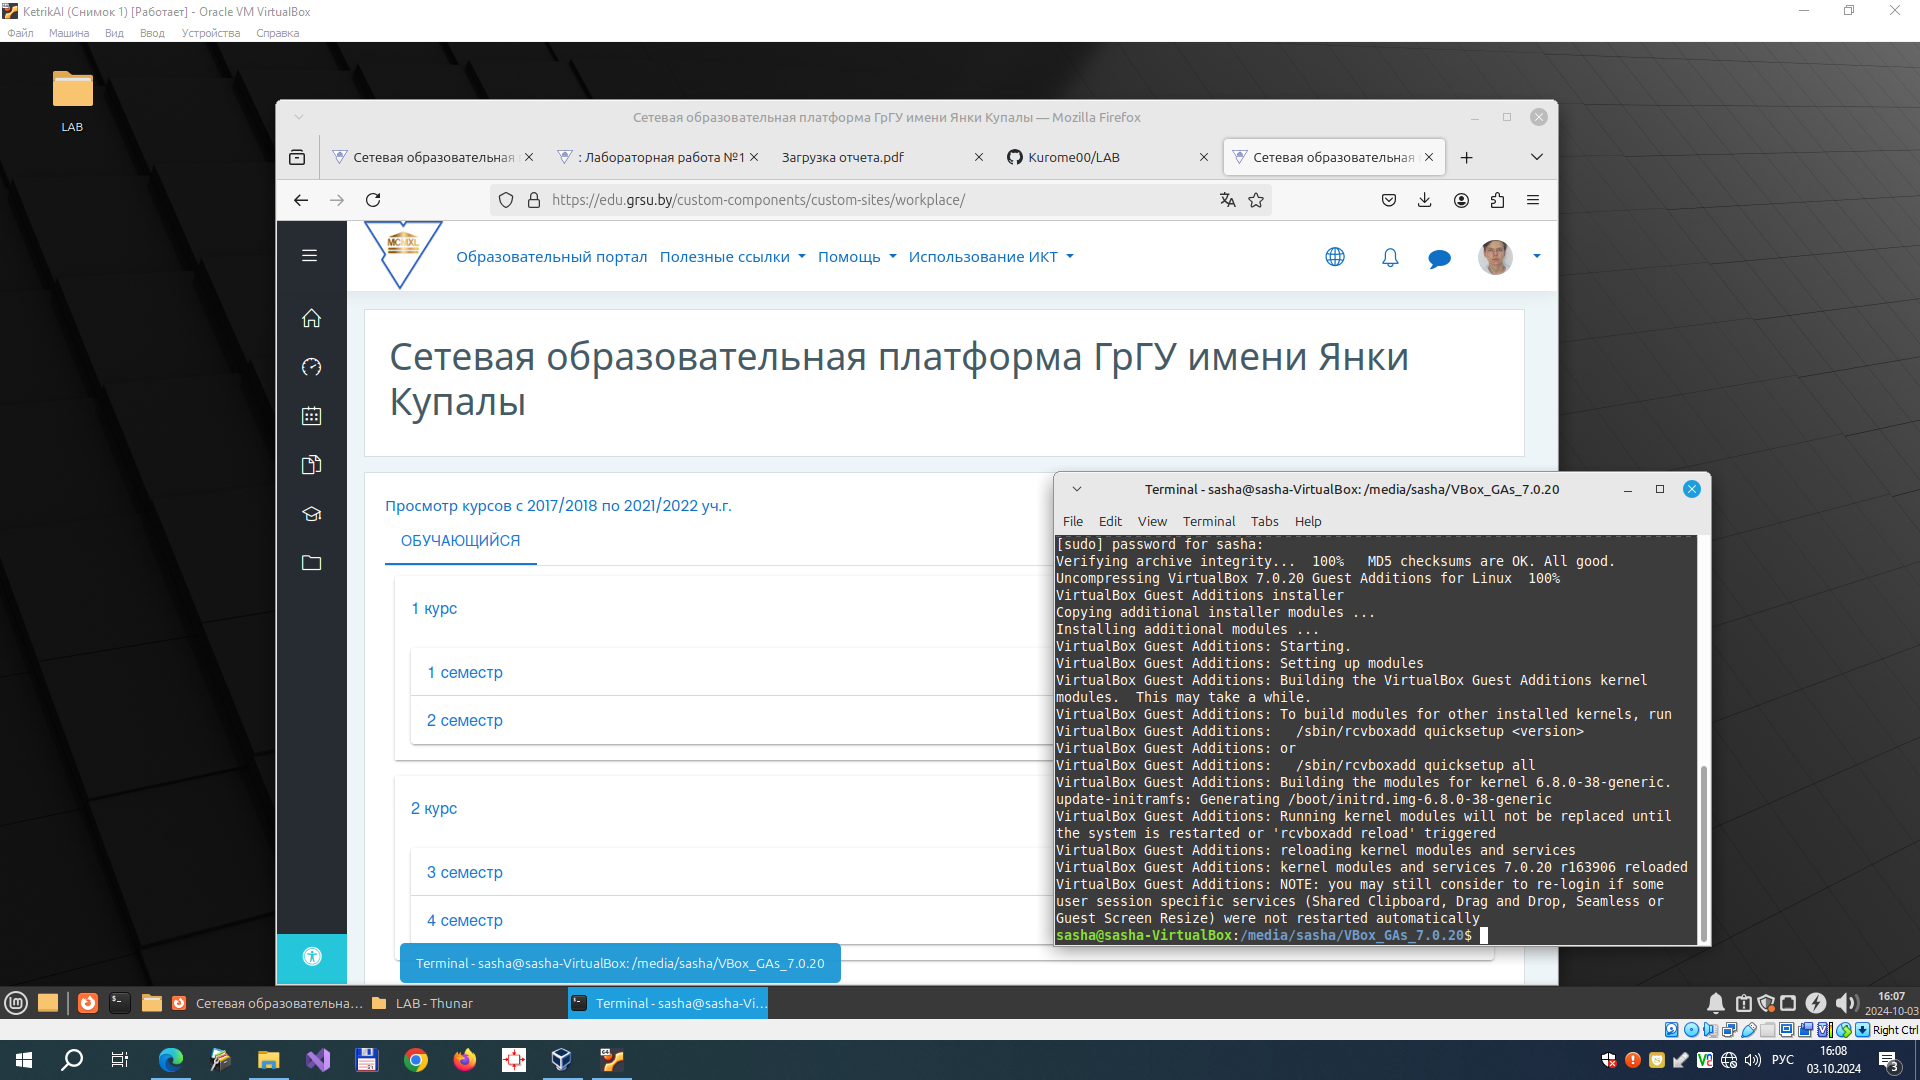 KetrikAI (Снимок 1) [Работает] - Oracle VM VirtualBox
Файл Машина Вид Ввод Устройства Справка
LAB
Сетевая образовательная платформа ГрГУ имени Янки Купалы — Mozilla Firefox
Сетевая образовательная
: Лабораторная работа №1
Загрузка отчета.pdf
Kurome00/LAB
Сетевая образовательная
https://edu.grsu.by/custom-components/custom-sites/workplace/
MCMXL
Образовательный портал Полезные ссылки Помощь Использование ИКТ
Сетевая образовательная платформа ГрГУ имени Янки
Купалы
Просмотр курсов с 2017/2018 по 2021/2022 уч.г.
ОБУЧАЮЩИЙСЯ
1 курс
1 семестр
2 семестр
2 курс
3 семестр
4 семестр
Terminal - sasha@sasha-VirtualBox: /media/sasha/VBox_GAs_7.0.20
File Edit View Terminal Tabs Help
[sudo] password for sasha:
Verifying archive integrity...  100%   MD5 checksums are OK. All good.
Uncompressing VirtualBox 7.0.20 Guest Additions for Linux  100%
VirtualBox Guest Additions installer
Copying additional installer modules ...
Installing additional modules ...
VirtualBox Guest Additions: Starting.
VirtualBox Guest Additions: Setting up modules
VirtualBox Guest Additions: Building the VirtualBox Guest Additions kernel
modules.  This may take a while.
VirtualBox Guest Additions: To build modules for other installed kernels, run
VirtualBox Guest Additions:   /sbin/rcvboxadd quicksetup <version>
VirtualBox Guest Additions: or
VirtualBox Guest Additions:   /sbin/rcvboxadd quicksetup all
VirtualBox Guest Additions: Building the modules for kernel 6.8.0-38-generic.
update-initramfs: Generating /boot/initrd.img-6.8.0-38-generic
VirtualBox Guest Additions: Running kernel modules will not be replaced until
the system is restarted or 'rcvboxadd reload' triggered
VirtualBox Guest Additions: reloading kernel modules and services
VirtualBox Guest Additions: kernel modules and services 7.0.20 r163906 reloaded
VirtualBox Guest Additions: NOTE: you may still consider to re-login if some
user session specific services (Shared Clipboard, Drag and Drop, Seamless or
Guest Screen Resize) were not restarted automatically
sasha@sasha-VirtualBox:/media/sasha/VBox_GAs_7.0.20$
Terminal - sasha@sasha-VirtualBox: /media/sasha/VBox_GAs_7.0.20
Сетевая образовательна...
LAB - Thunar
Terminal - sasha@sasha-Vi...
16:07
2024-10-03
Right Ctrl
РУС
16:08
03.10.2024
3